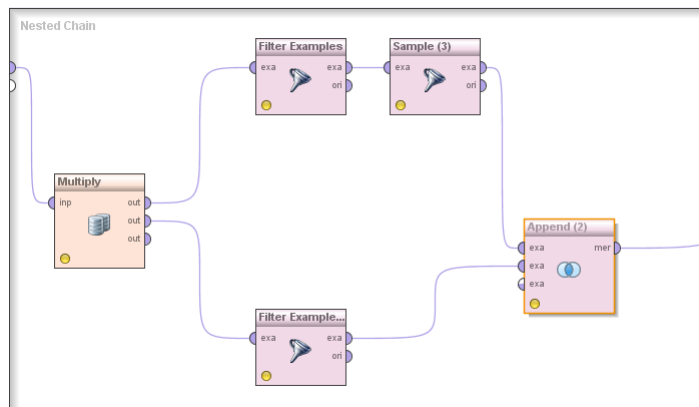 Nested Chain
Filter Examples
exa
exa
ori
Sample (3)
exa
exa
ori
Multiply
inp
out
out
out
Append (2)
exa
mer
exa
exa
Filter Example...
exa
exa
ori